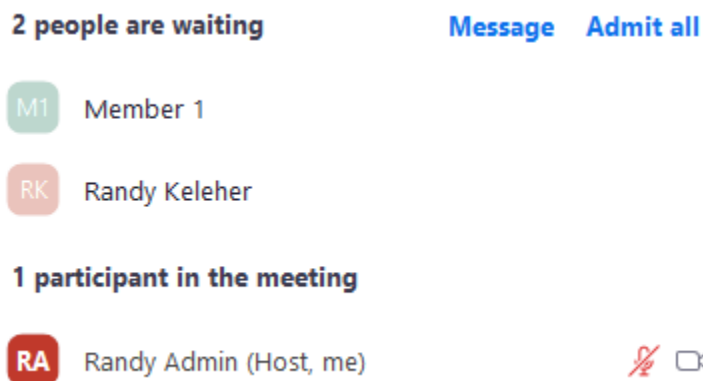 2 people are waiting Message Admit all
M1 Member 1
RK Randy Keleher
1 participant in the meeting
RA Randy Admin (Host, me)